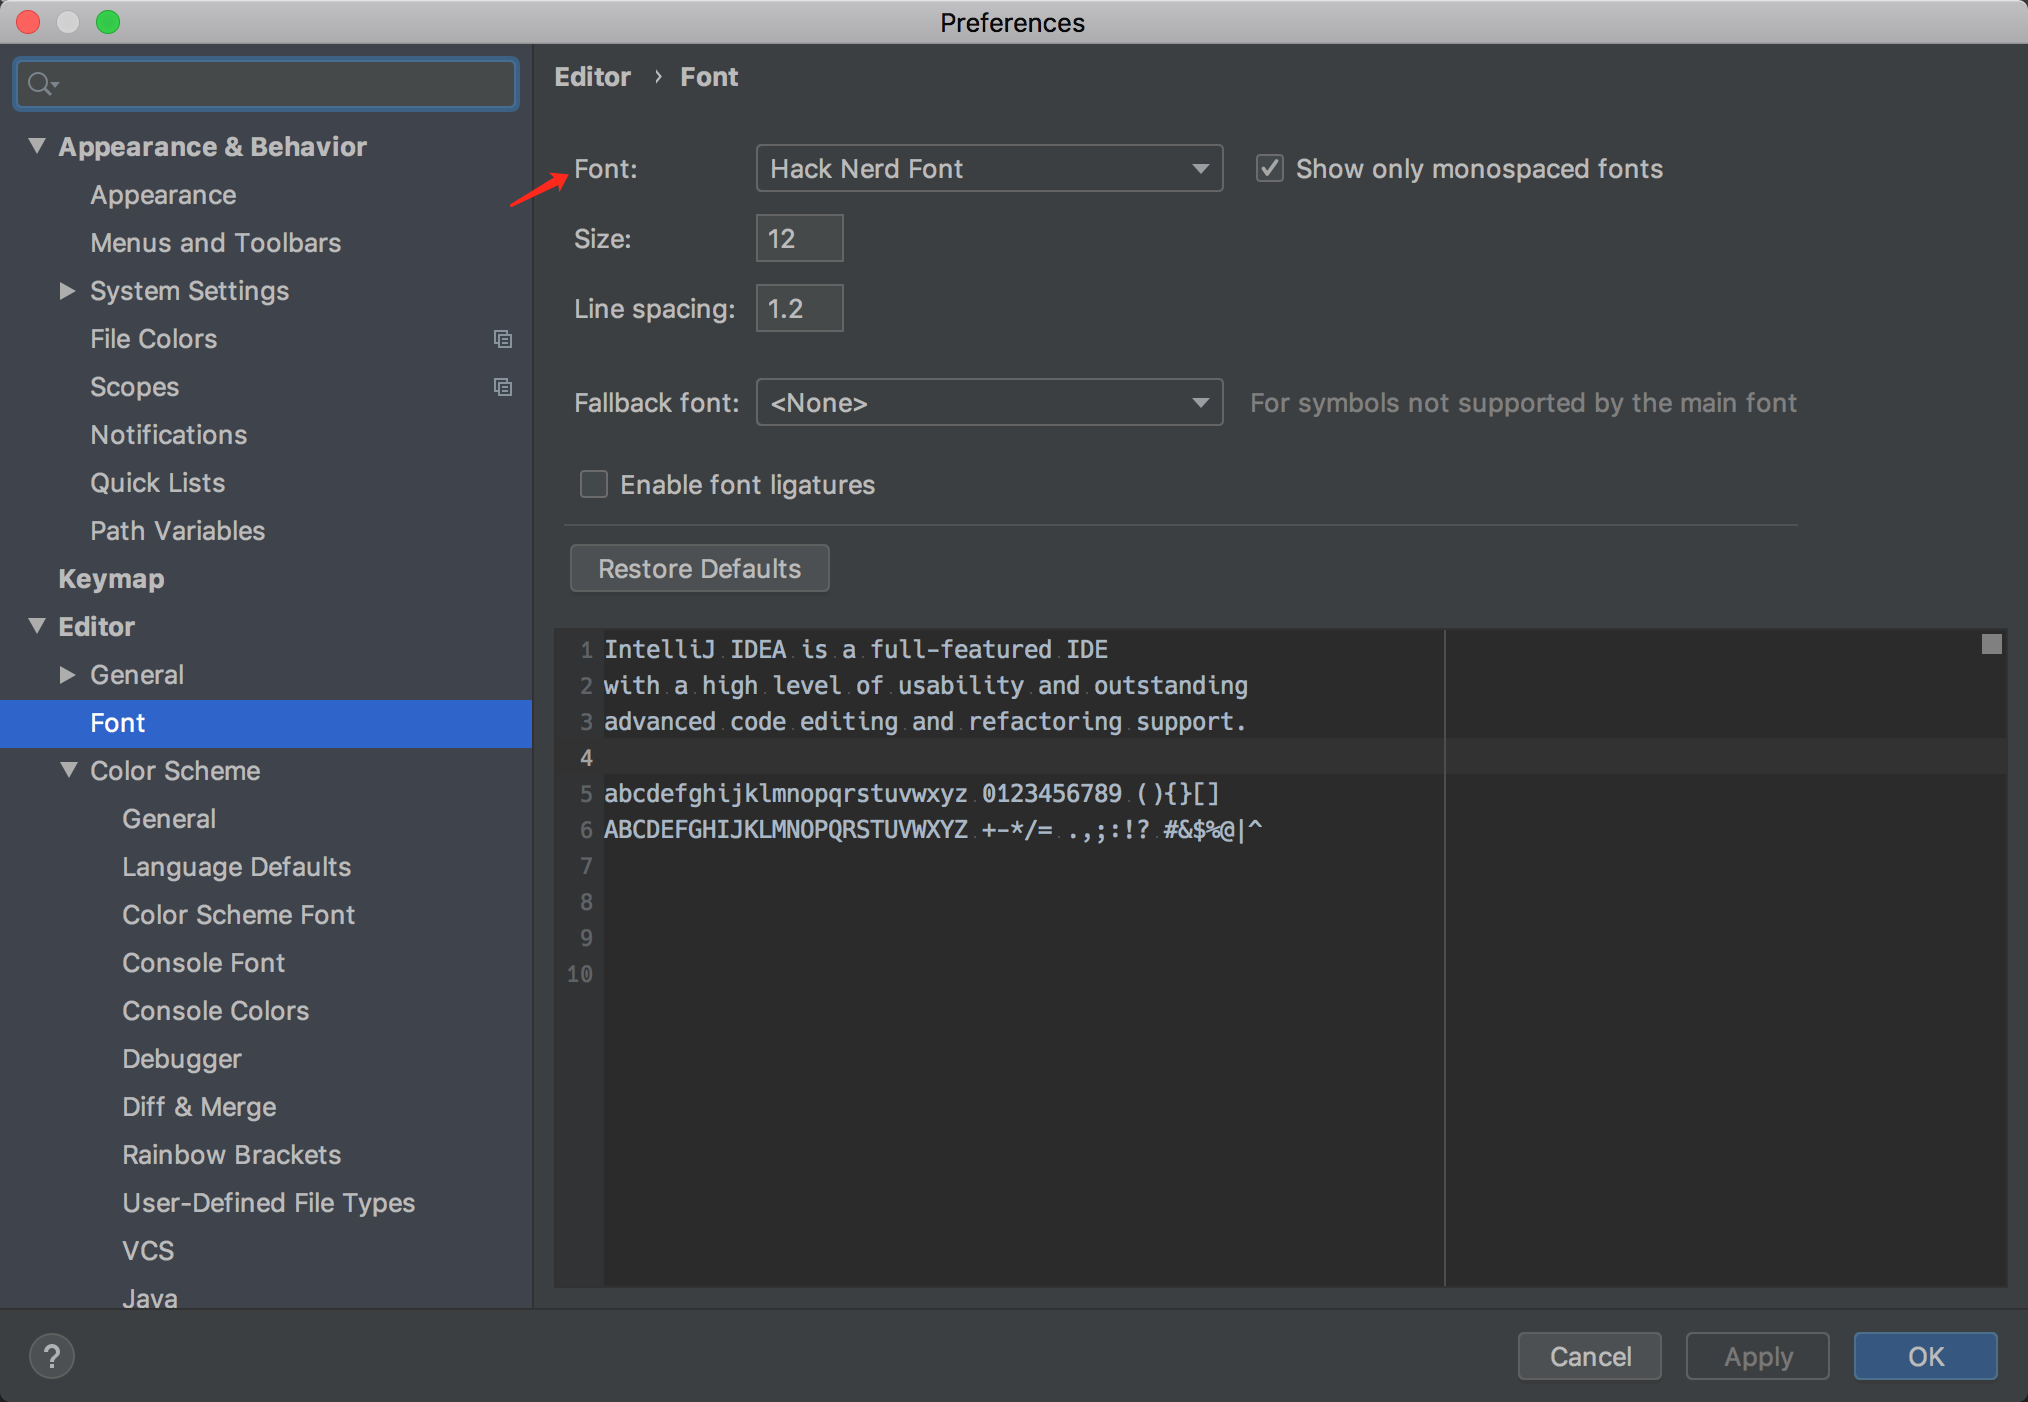 Preferences
Appearance & Behavior
Appearance
Menus and Toolbars
System Settings
File Colors
Scopes
Notifications
Quick Lists
Path Variables
Keymap
Editor
General
Font
Color Scheme
General
Language Defaults
Color Scheme Font
Console Font
Console Colors
Debugger
Diff & Merge
Rainbow Brackets
User-Defined File Types
VCS
Java
Editor › Font
Font: Hack Nerd Font Show only monospaced fonts
Size: 12
Line spacing: 1.2
Fallback font: <None> For symbols not supported by the main font
Enable font ligatures
Restore Defaults
1 IntelliJ IDEA is a full-featured IDE
2 with a high level of usability and outstanding
3 advanced code editing and refactoring support.
4
5 abcdefghijklmnopqrstuvwxyz 0123456789 (){}[]
6 ABCDEFGHIJKLMNOPQRSTUVWXYZ +-*/= .,;:!? #&$%@|^
7
8
9
10
? Cancel Apply OK